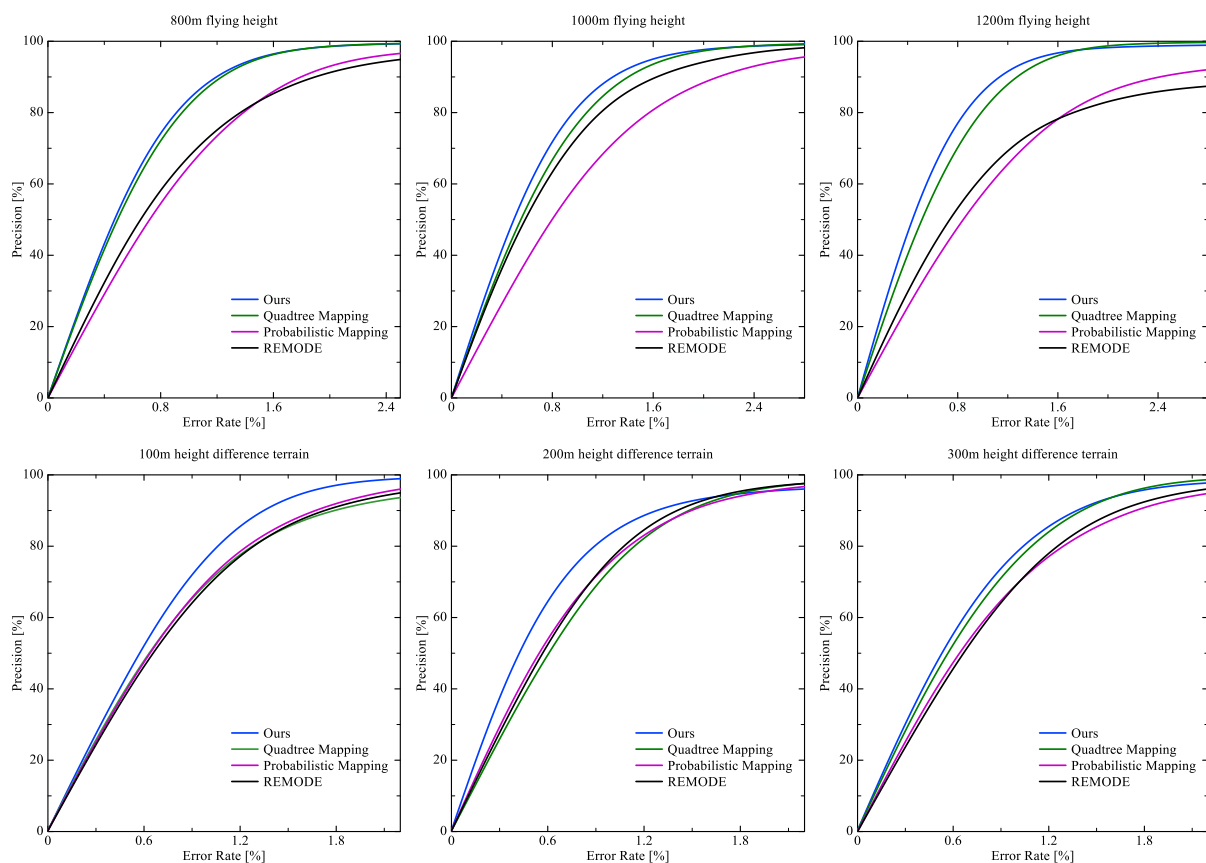 800m flying height
100
80
60
40
20
0
Precision [%]
0 0.8 1.6 2.4
Error Rate [%]
Ours
Quadtree Mapping
Probabilistic Mapping
REMODE
1000m flying height
100
80
60
40
20
0
Precision [%]
0 0.8 1.6 2.4
Error Rate [%]
Ours
Quadtree Mapping
Probabilistic Mapping
REMODE
1200m flying height
100
80
60
40
20
0
Precision [%]
0 0.8 1.6 2.4
Error Rate [%]
Ours
Quadtree Mapping
Probabilistic Mapping
REMODE
100m height difference terrain
100
80
60
40
20
0
Precision [%]
0 0.6 1.2 1.8
Error Rate [%]
Ours
Quadtree Mapping
Probabilistic Mapping
REMODE
200m height difference terrain
100
80
60
40
20
0
Precision [%]
0 0.6 1.2 1.8
Error Rate [%]
Ours
Quadtree Mapping
Probabilistic Mapping
REMODE
300m height difference terrain
100
80
60
40
20
0
Precision [%]
0 0.6 1.2 1.8
Error Rate [%]
Ours
Quadtree Mapping
Probabilistic Mapping
REMODE